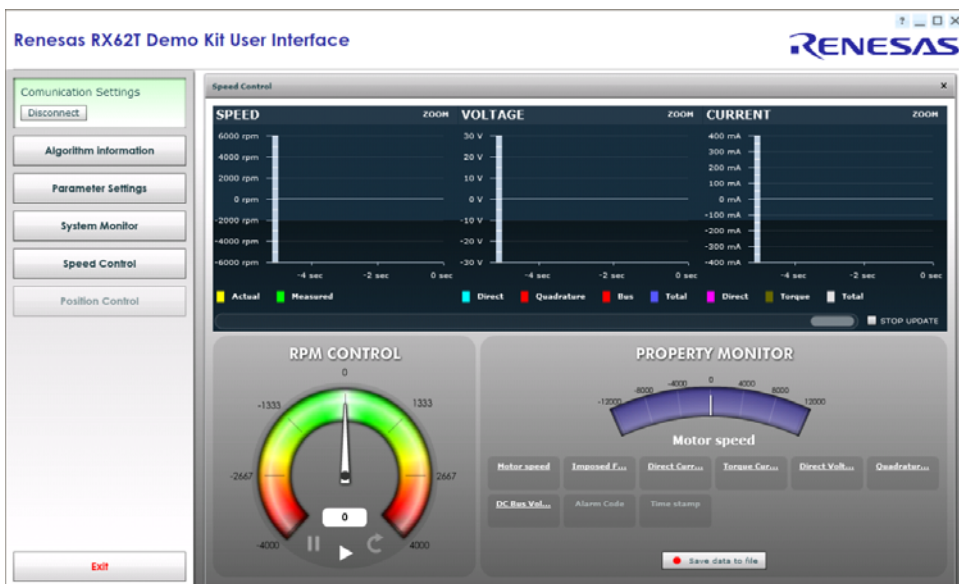 Renesas RX62T Demo Kit User Interface
RENESAS
Comunication Settings
Disconnect
Algorithm information
Parameter Settings
System Monitor
Speed Control
Position Control
Exit
Speed Control
SPEED ZOOM
6000 rpm
4000 rpm
2000 rpm
0 rpm
-2000 rpm
-4000 rpm
-6000 rpm
-4 sec -2 sec 0 sec
Actual Measured
VOLTAGE ZOOM
30 V
20 V
10 V
0 V
-10 V
-20 V
-30 V
-4 sec -2 sec 0 sec
Direct Quadrature Bus Total
CURRENT ZOOM
400 mA
300 mA
200 mA
100 mA
0 mA
-100 mA
-200 mA
-300 mA
-400 mA
-4 sec -2 sec 0 sec
Direct Torque Total
STOP UPDATE
RPM CONTROL
0
-1333 1333
-2667 2667
-4000 4000
0
PROPERTY MONITOR
-12000 -8000 -4000 0 4000 8000 12000
Motor speed
Motor speed Imposed F... Direct Curr... Torque Cur... Direct Volt... Quadratur...
DC Bus Vol... Alarm Code Time stamp
Save data to file